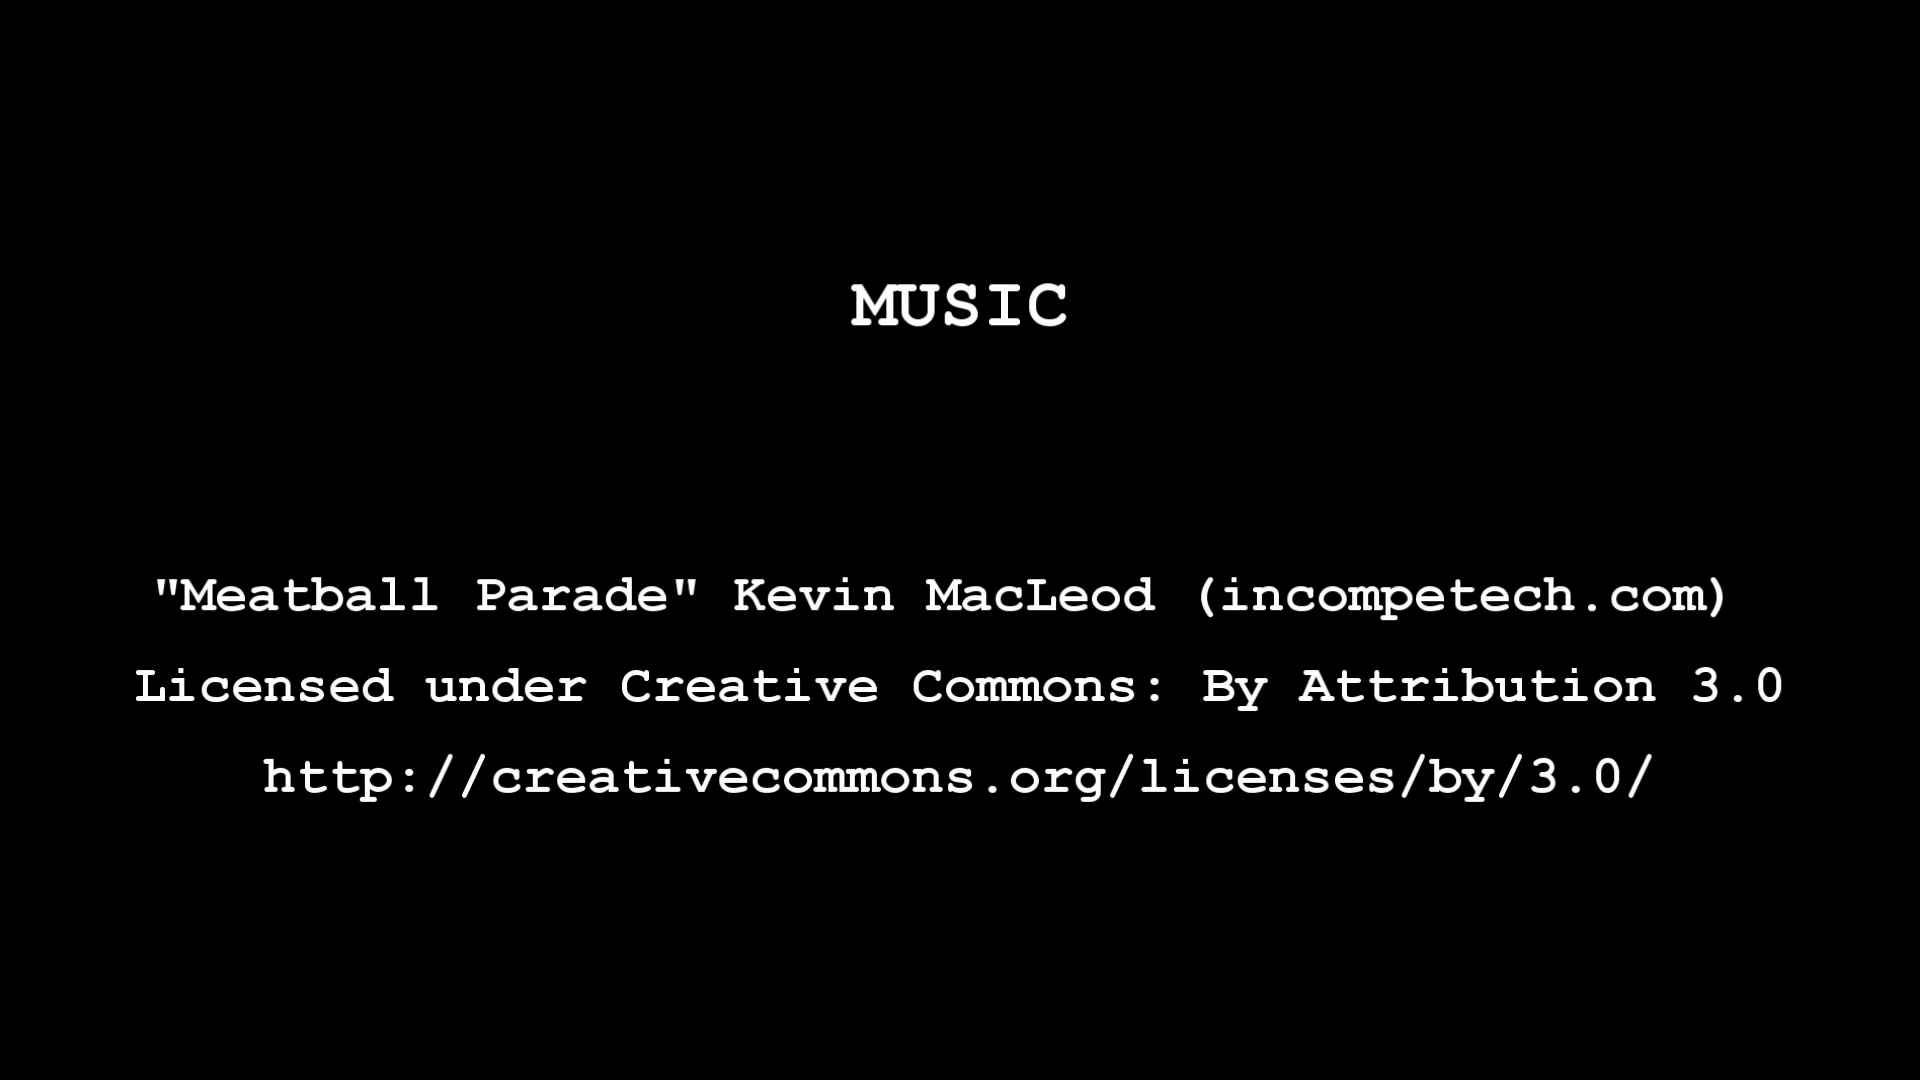 MUSIC
"Meatball Parade" Kevin MacLeod (incompetech.com)
Licensed under Creative Commons: By Attribution 3.0
http://creativecommons.org/licenses/by/3.0/